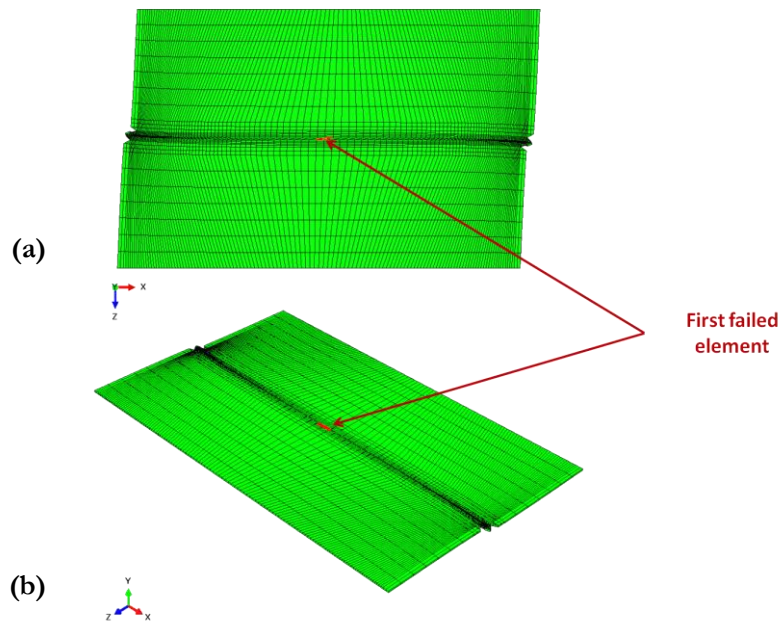 (a)
Y X
Z
First failed
element
(b)
Y
Z X